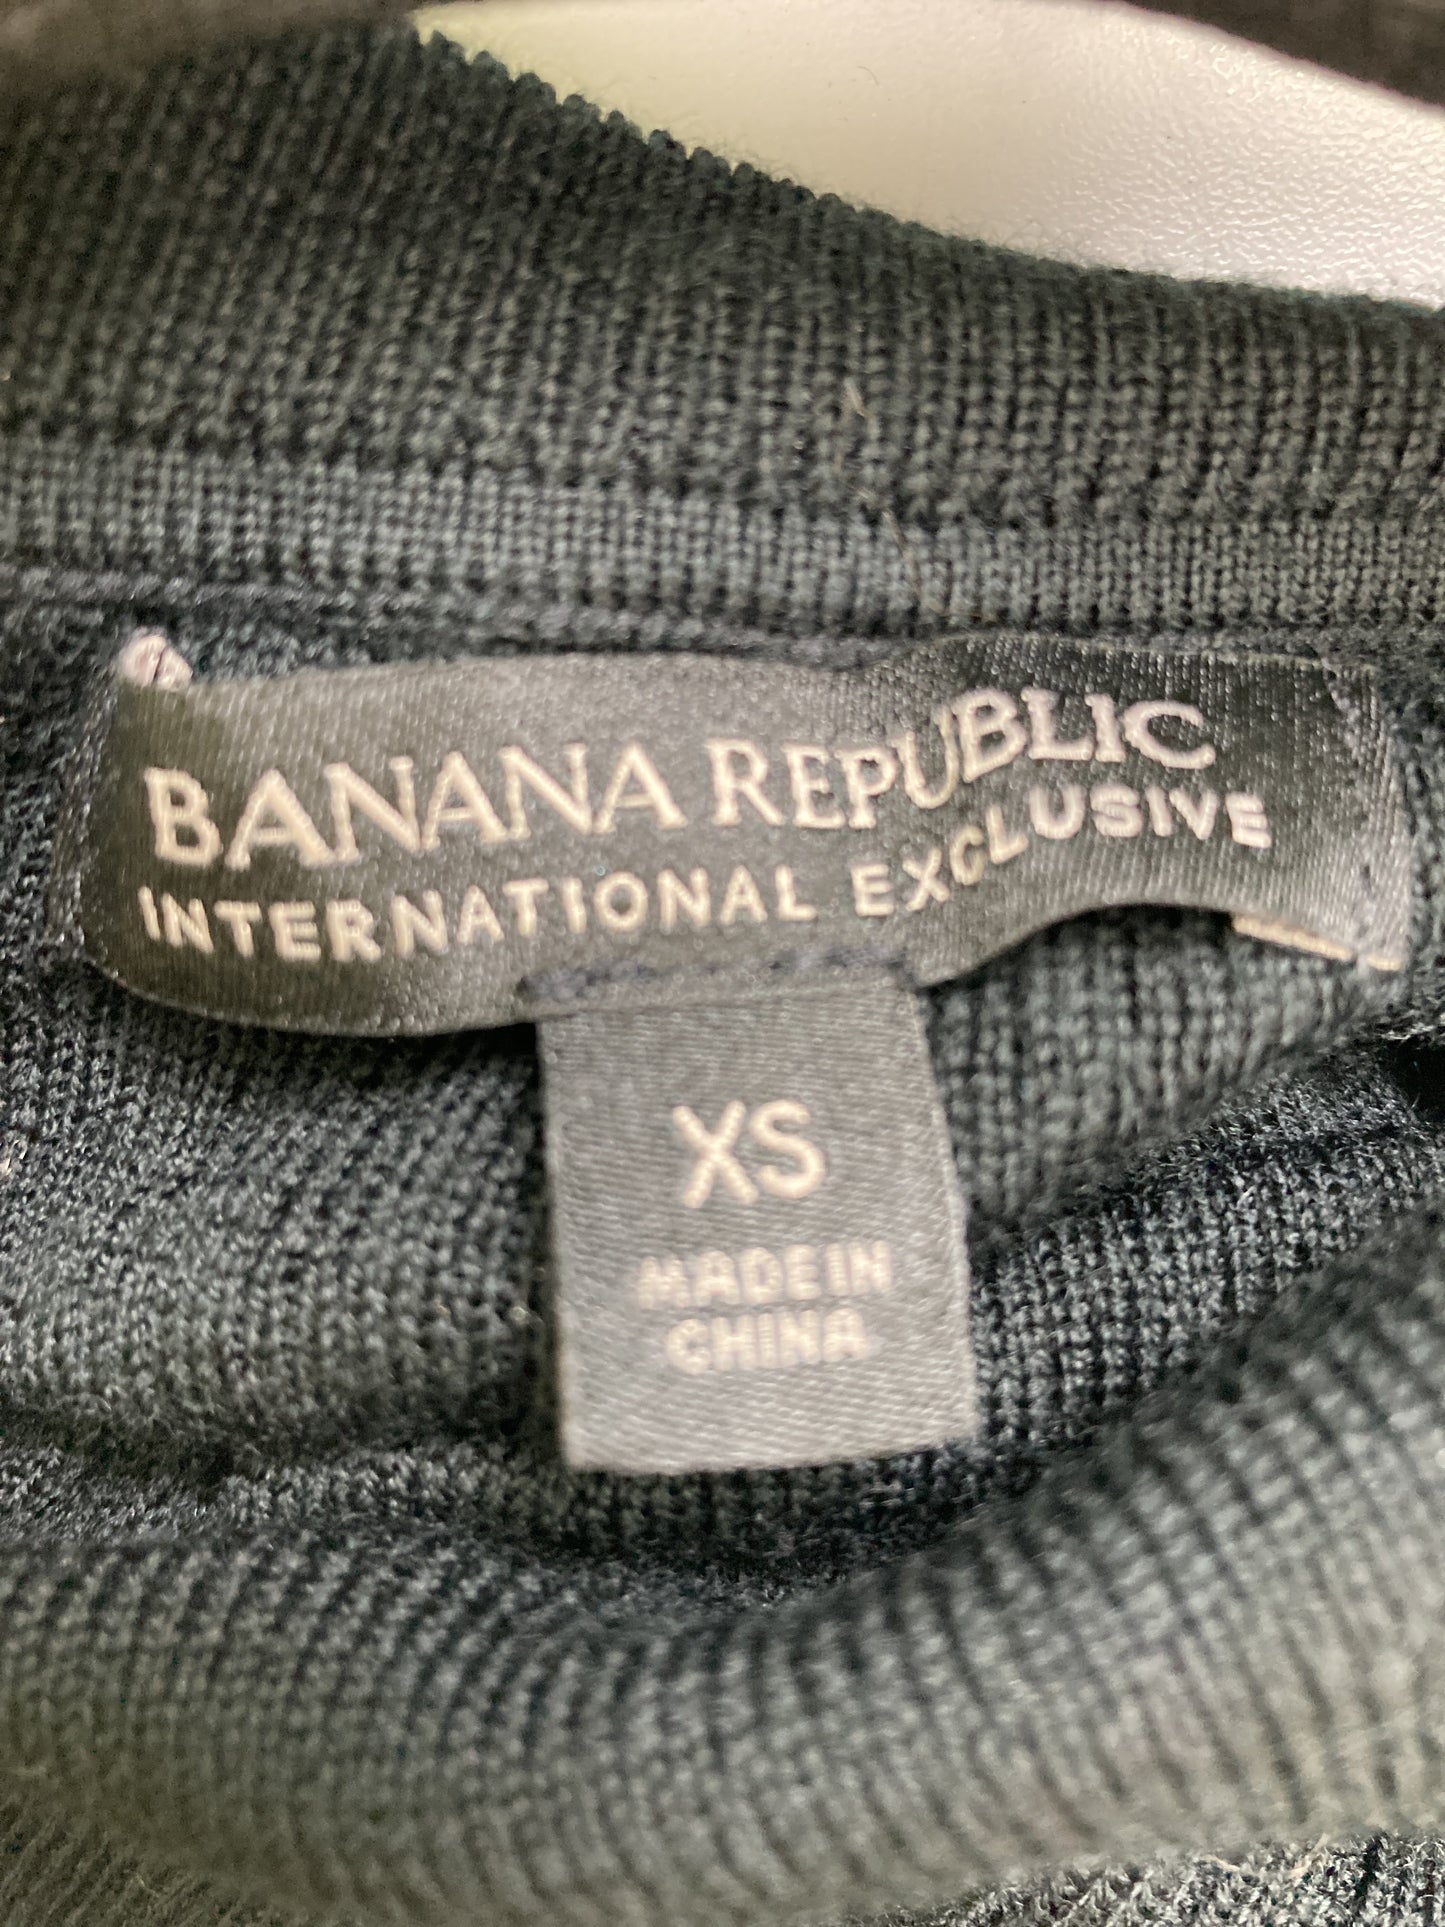 BANANA REPUBLIC
INTERNATIONAL EXCLUSIVE
XS
MADE IN
CHINA